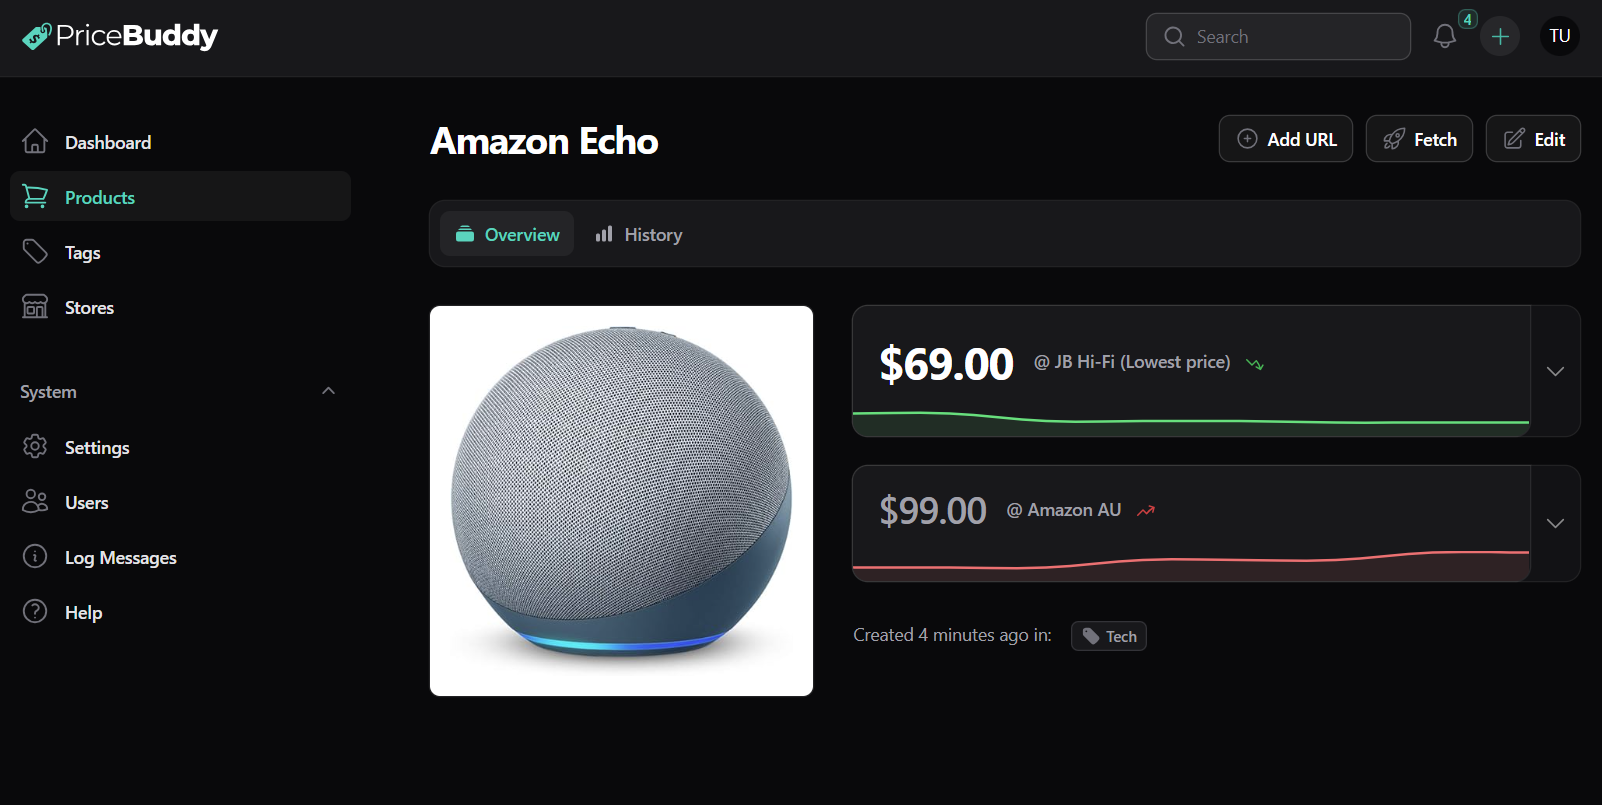 PriceBuddy
Search
4
TU
Dashboard
Products
Tags
Stores
System
Settings
Users
Log Messages
Help
Amazon Echo
Add URL
Fetch
Edit
Overview
History
$69.00 @ JB Hi-Fi (Lowest price)
$99.00 @ Amazon AU
Created 4 minutes ago in: Tech